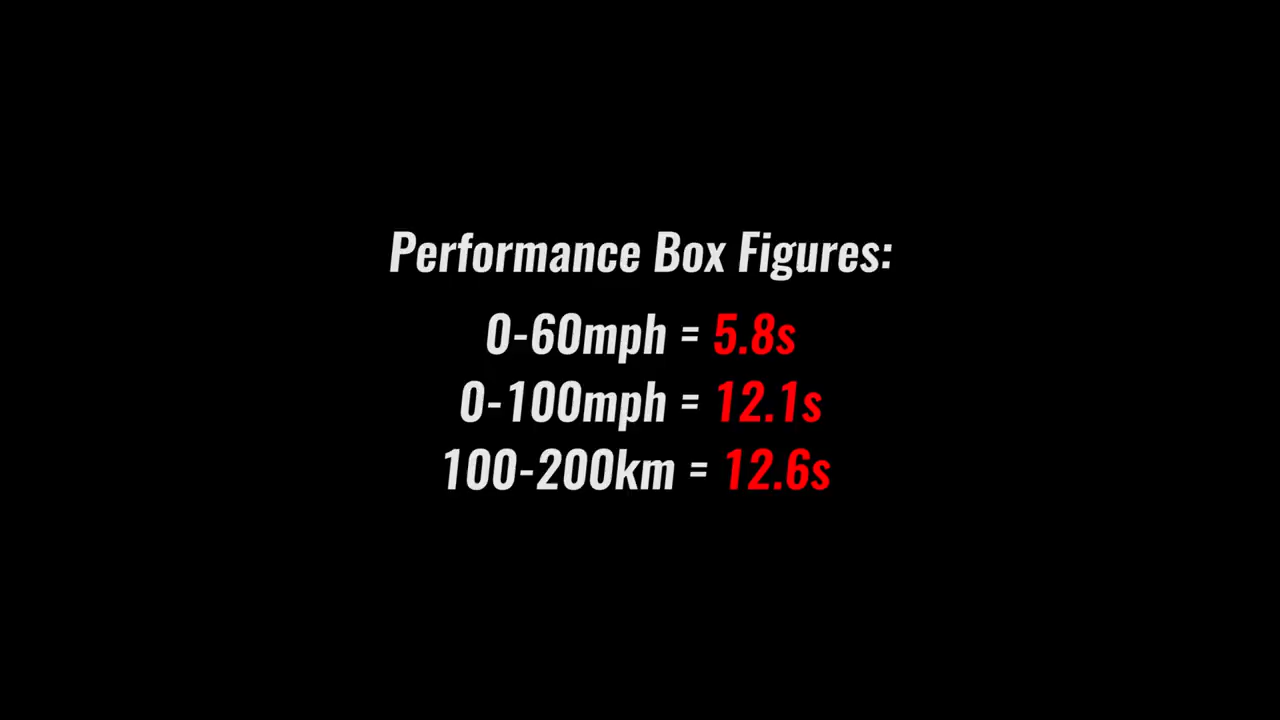 Performance Box Figures:
0-60mph = 5.8s
0-100mph = 12.1s
100-200km = 12.6s